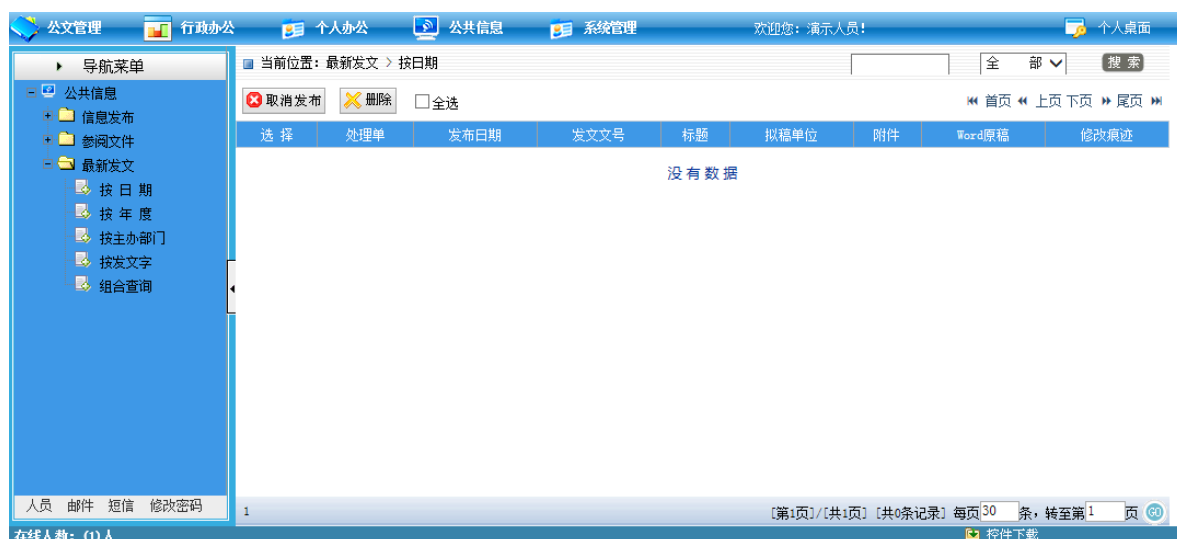 公文管理 行政办公 个人办公 公共信息 系统管理 欢迎您：演示人员！ 个人桌面
导航菜单
当前位置：最新发文 > 按日期 全 部 搜 索
公共信息
信息发布
参阅文件
最新发文
按 日 期
按 年 度
按主办部门
按发文字
组合查询
取消发布 删除 全选 首页 上页 下页 尾页
选 择 处理单 发布日期 发文文号 标题 拟稿单位 附件 Word原稿 修改痕迹
没 有 数 据
人员 邮件 短信 修改密码
1 [第1页]/[共1页] [共0条记录] 每页 30 条，转至第 1 页 GO
在线人数：(1)人 控件下载